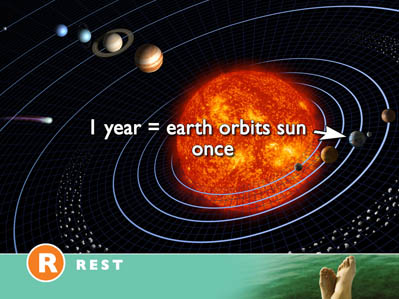 1 year = earth orbits sun
once
R REST